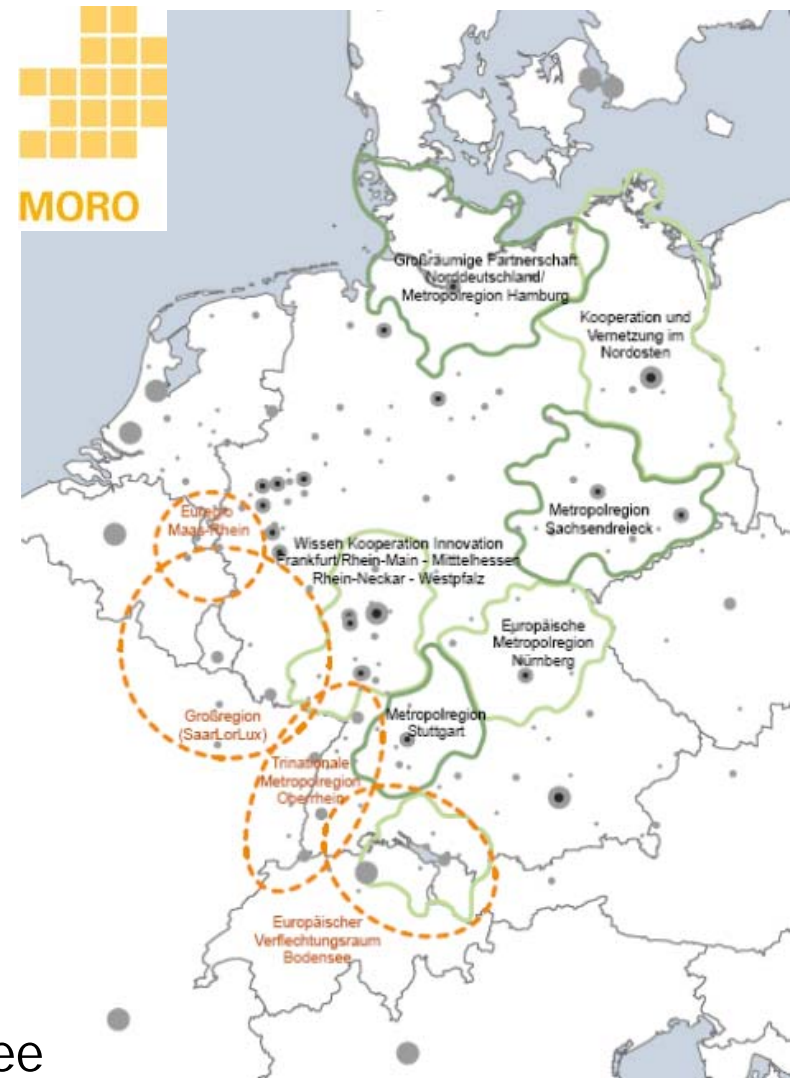 MORO
Großräumige Partnerschaft
Norddeutschland/
Metropolregion Hamburg
Kooperation und
Vernetzung im
Nordosten
Metropolregion
Sachsendreieck
Euregio
Maas-Rhein
Wissen Kooperation Innovation
Frankfurt/Rhein-Main - Mitttelhessen
Rhein-Neckar - Westpfalz
Europäische
Metropolregion
Nürnberg
Großregion
(SaarLorLux)
Metropolregion
Stuttgart
Trinationale
Metropolregion
Oberrhein
Europäischer
Verflechtungsraum
Bodensee
ee